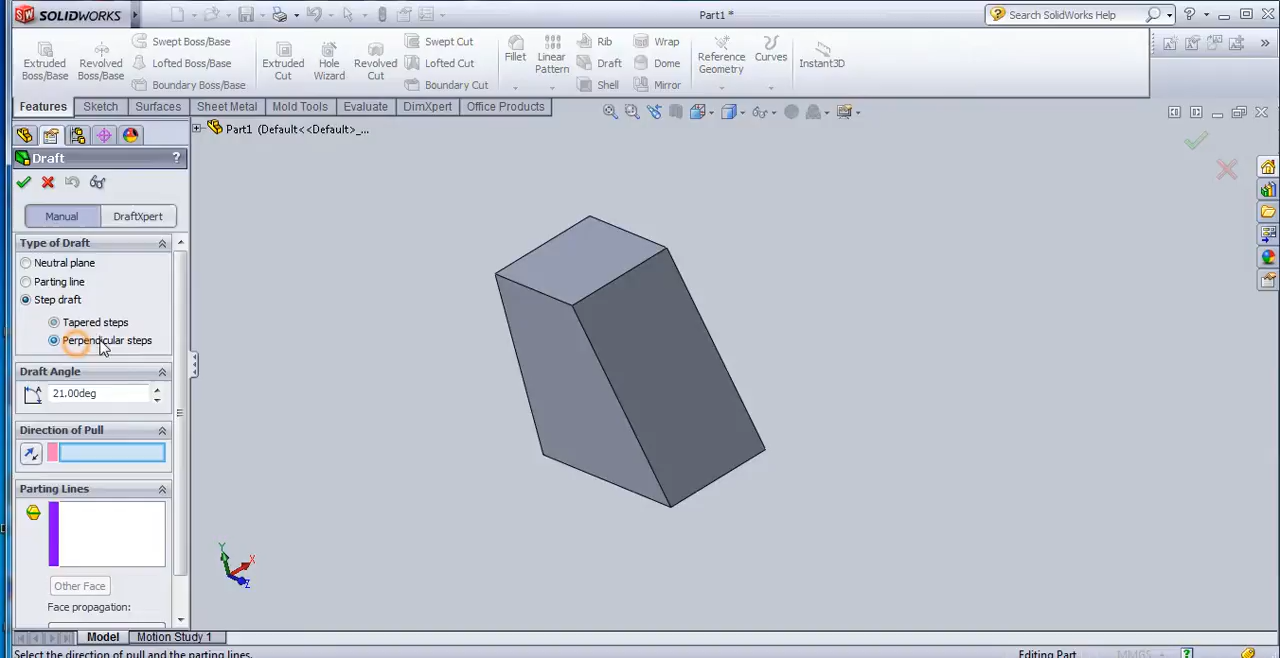 SOLIDWORKS
Part1 *
Search SolidWorks Help
Extruded Boss/Base
Revolved Boss/Base
Swept Boss/Base
Lofted Boss/Base
Boundary Boss/Base
Extruded Cut
Hole Wizard
Revolved Cut
Swept Cut
Lofted Cut
Boundary Cut
Fillet
Linear Pattern
Rib
Draft
Shell
Wrap
Dome
Mirror
Reference Geometry
Curves
Instant3D
Features
Sketch
Surfaces
Sheet Metal
Mold Tools
Evaluate
DimXpert
Office Products
Part1 (Default<<Default>_...
Draft
?
Manual
DraftXpert
Type of Draft
Neutral plane
Parting line
Step draft
Tapered steps
Perpendicular steps
Draft Angle
21.00deg
Direction of Pull
Parting Lines
Other Face
Face propagation:
Y
X
Z
Model
Motion Study 1
Select the direction of pull and the parting lines.
Editing Part
MMGS